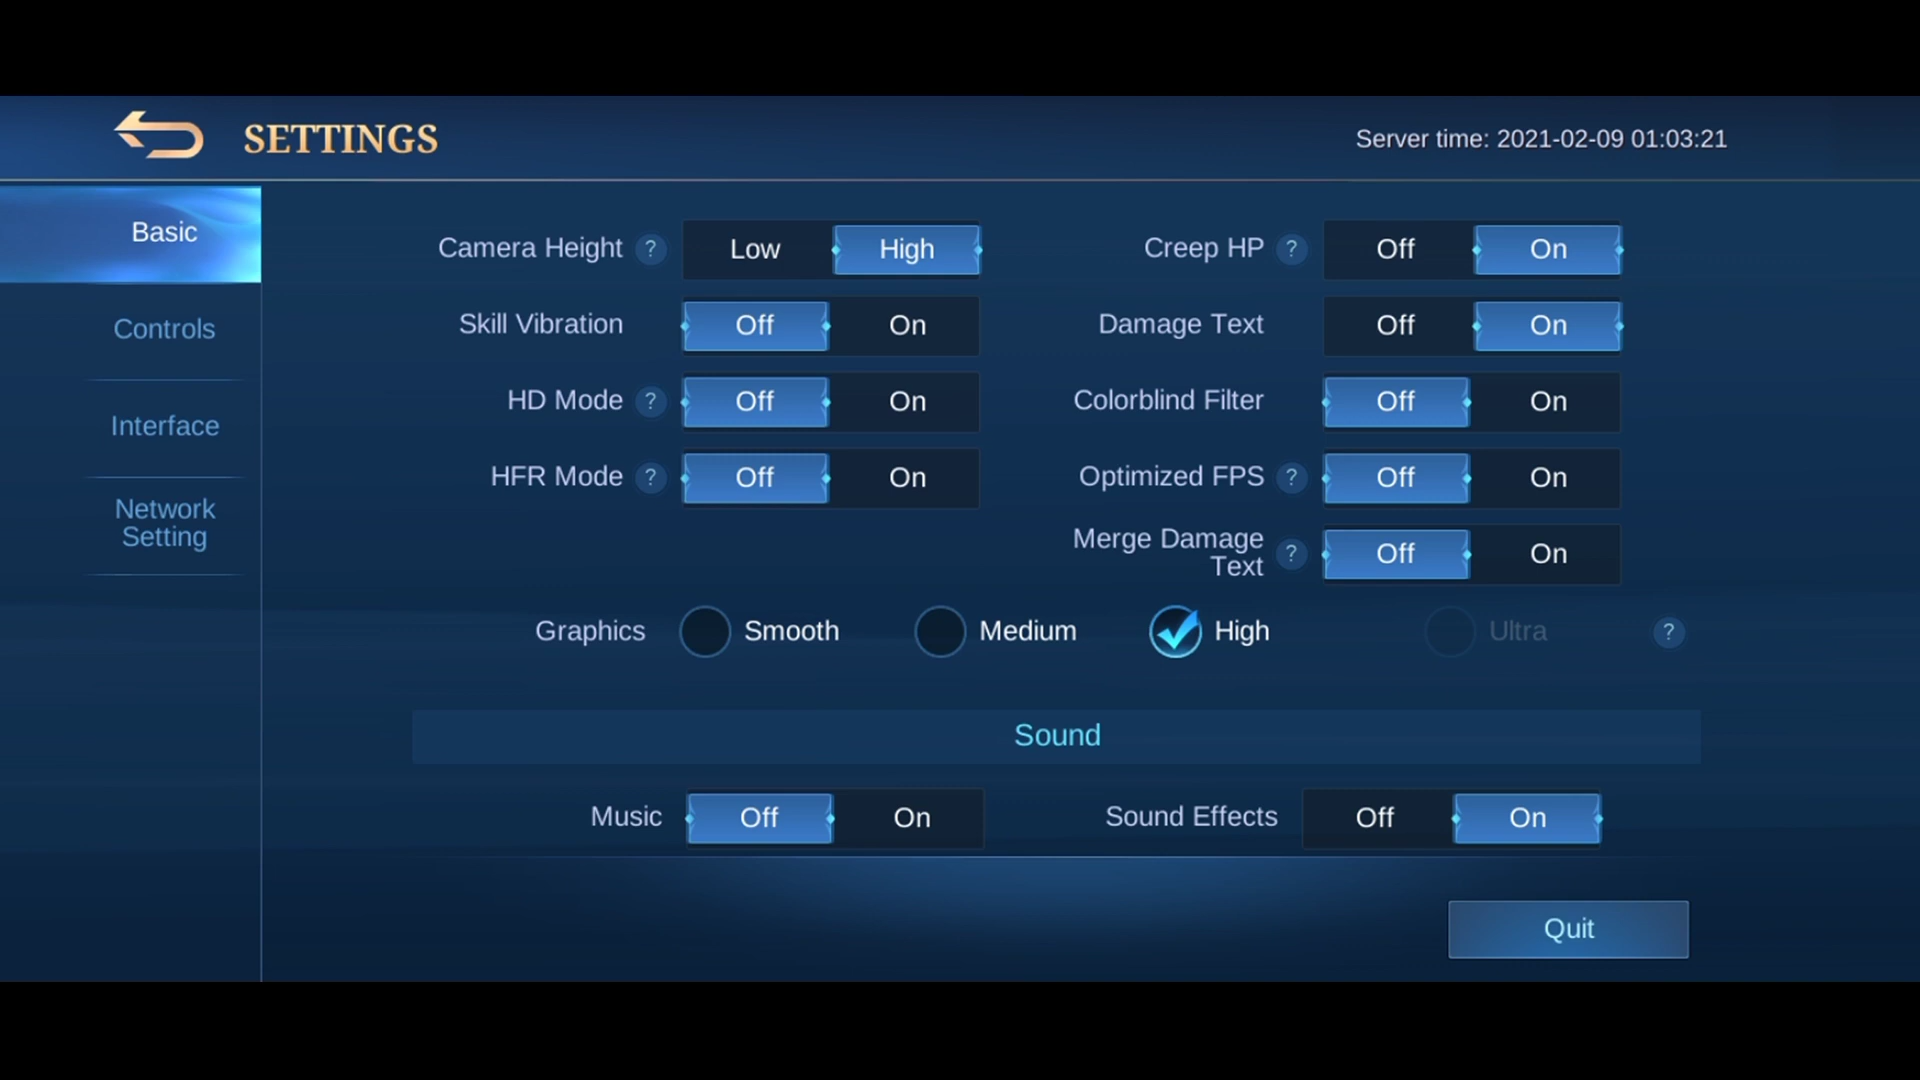 SETTINGS
Server time: 2021-02-09 01:03:21
Basic
Controls
Interface
Network
Setting
Camera Height ? Low High
Creep HP ? Off On
Skill Vibration Off On
Damage Text Off On
HD Mode ? Off On
Colorblind Filter Off On
HFR Mode ? Off On
Optimized FPS ? Off On
Merge Damage
Text ? Off On
Graphics Smooth Medium High Ultra ?
Sound
Music Off On
Sound Effects Off On
Quit